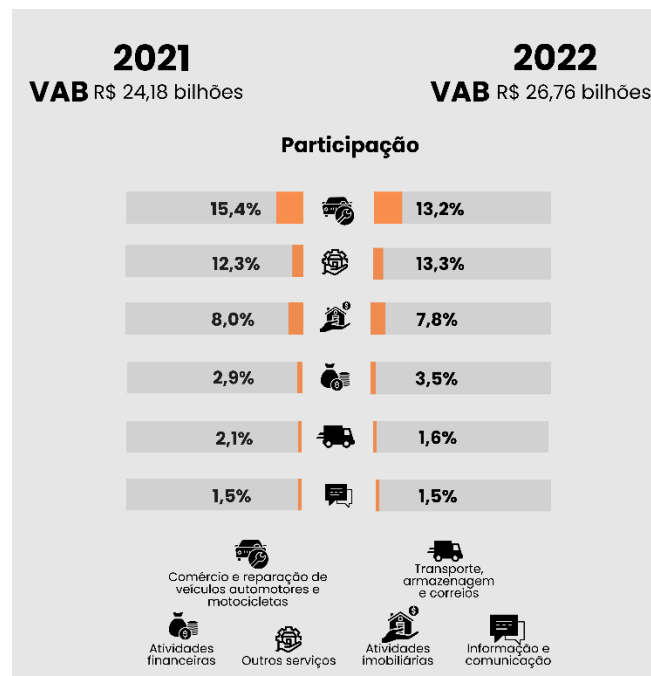 2021
VAB R$ 24,18 bilhões
2022
VAB R$ 26,76 bilhões
Participação
15,4% 13,2%
12,3% 13,3%
8,0% 7,8%
2,9% 3,5%
2,1% 1,6%
1,5% 1,5%
Comércio e reparação de
veículos automotores e
motocicletas
Transporte,
armazenagem
e correios
Atividades
financeiras
Outros serviços
Atividades
imobiliárias
Informação e
comunicação